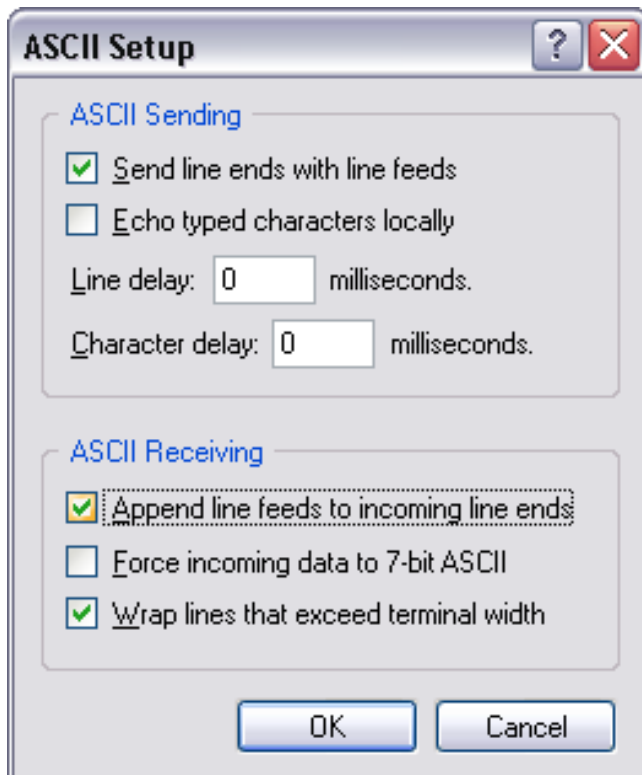 ASCII Setup
?
ASCII Sending
Send line ends with line feeds
Echo typed characters locally
Line delay: 0 milliseconds.
Character delay: 0 milliseconds.
ASCII Receiving
Append line feeds to incoming line ends
Force incoming data to 7-bit ASCII
Wrap lines that exceed terminal width
OK Cancel